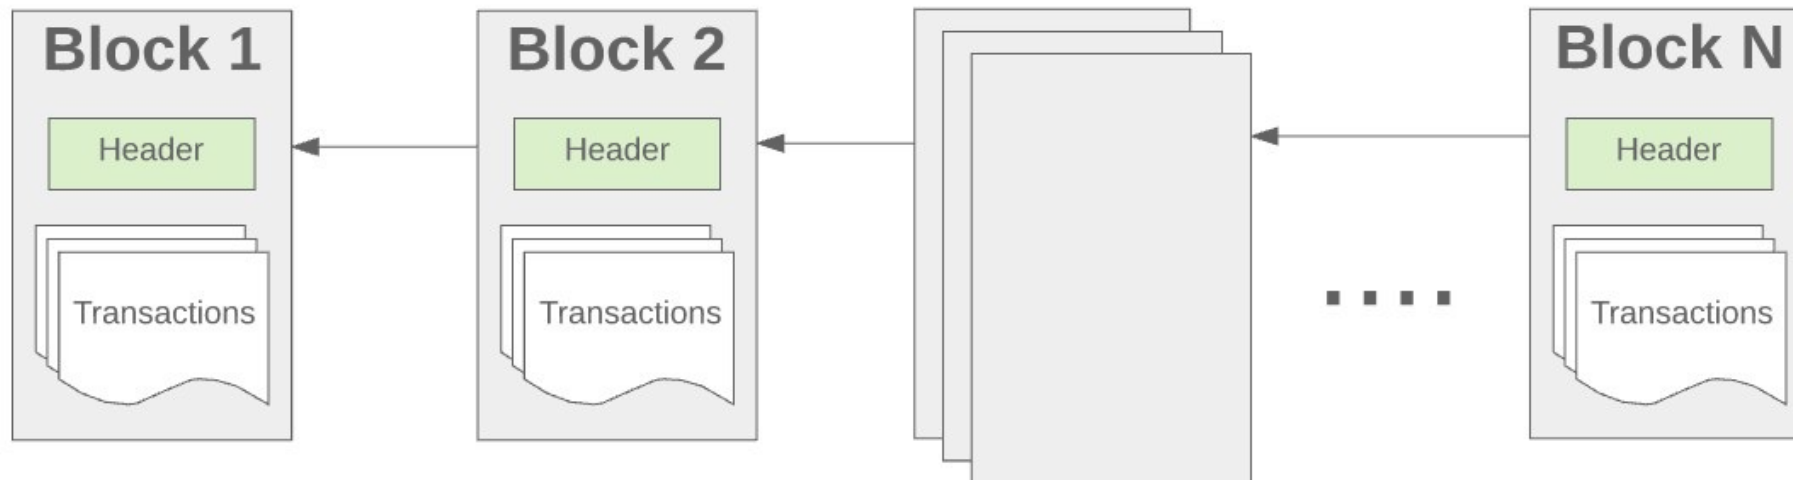 Block 1
Header
Transactions
Block 2
Header
Transactions
Block N
Header
Transactions